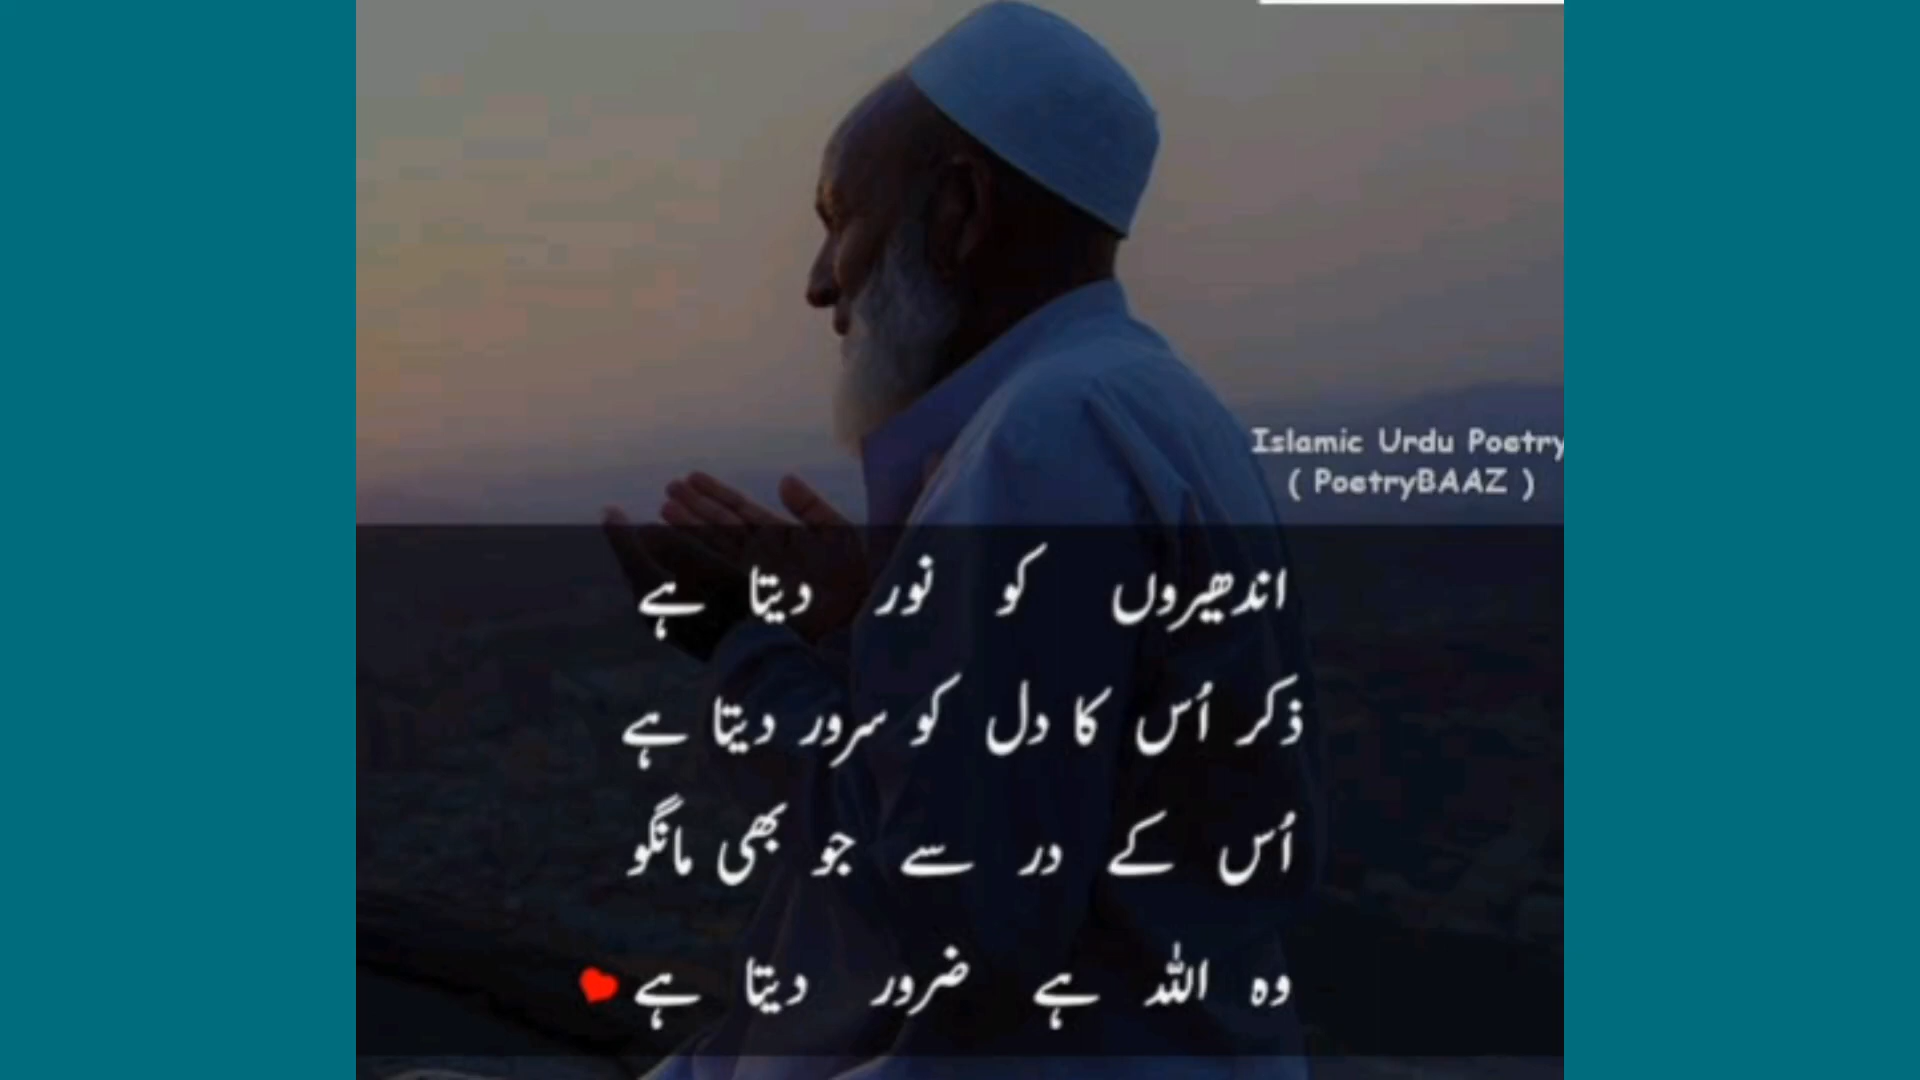 Islamic Urdu Poetry
( PoetryBAAZ )
اندھیروں کو نور دیتا ہے
ذکر اُس کا دل کو سرور دیتا ہے
اُس کے در سے جو بھی مانگو
وہ اللہ ہے ضرور دیتا ہے